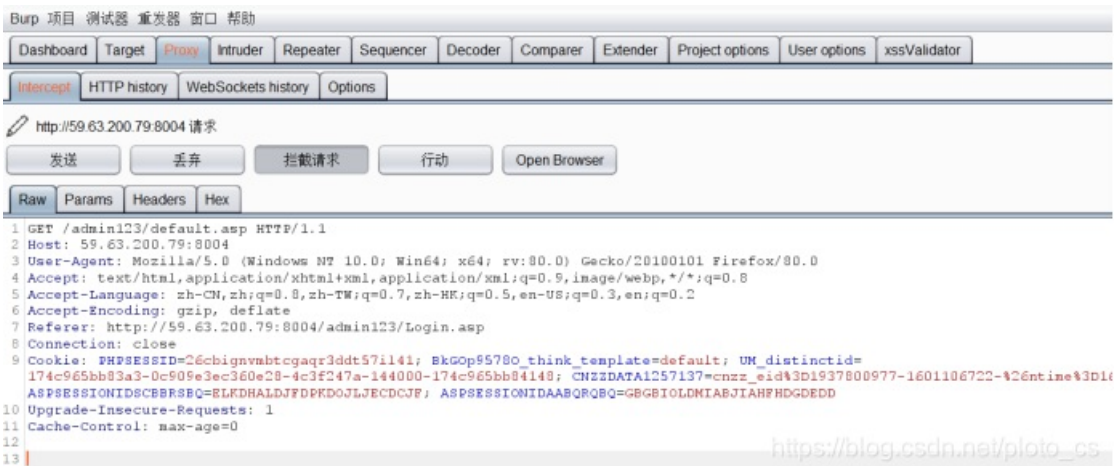 Burp 项目 测试器 重发器 窗口 帮助
Dashboard Target Proxy Intruder Repeater Sequencer Decoder Comparer Extender Project options User options xssValidator
Intercept HTTP history WebSockets history Options
http://59.63.200.79:8004 请求
发送 丢弃 拦截请求 行动 Open Browser
Raw Params Headers Hex
1 GET /admin123/default.asp HTTP/1.1
2 Host: 59.63.200.79:8004
3 User-Agent: Mozilla/5.0 (Windows NT 10.0; Win64; x64; rv:80.0) Gecko/20100101 Firefox/80.0
4 Accept: text/html,application/xhtml+xml,application/xml;q=0.9,image/webp,*/*;q=0.8
5 Accept-Language: zh-CN,zh;q=0.8,zh-TW;q=0.7,zh-HK;q=0.5,en-US;q=0.3,en;q=0.2
6 Accept-Encoding: gzip, deflate
7 Referer: http://59.63.200.79:8004/admin123/Login.asp
8 Connection: close
9 Cookie: PHPSESSID=26cbignvmbtcgaqr3ddt57il41; BkGOp9578O_think_template=default; UM_distinctid=
174c965bb83a3-0c909e3ec360e28-4c3f247a-144000-174c965bb84148; CNZZDATA1257137=cnzz_eid%3D1937800977-1601106722-%26ntime%3D16
ASPSESSIONIDSCBBRSBQ=ELKDHALDJFDPKDOJLJECDCJF; ASPSESSIONIDAABQRQBQ=GBGBIOLDMIABJIAHFHDGDEDD
10 Upgrade-Insecure-Requests: 1
11 Cache-Control: max-age=0
12
13
https://blog.csdn.net/ploto_cs